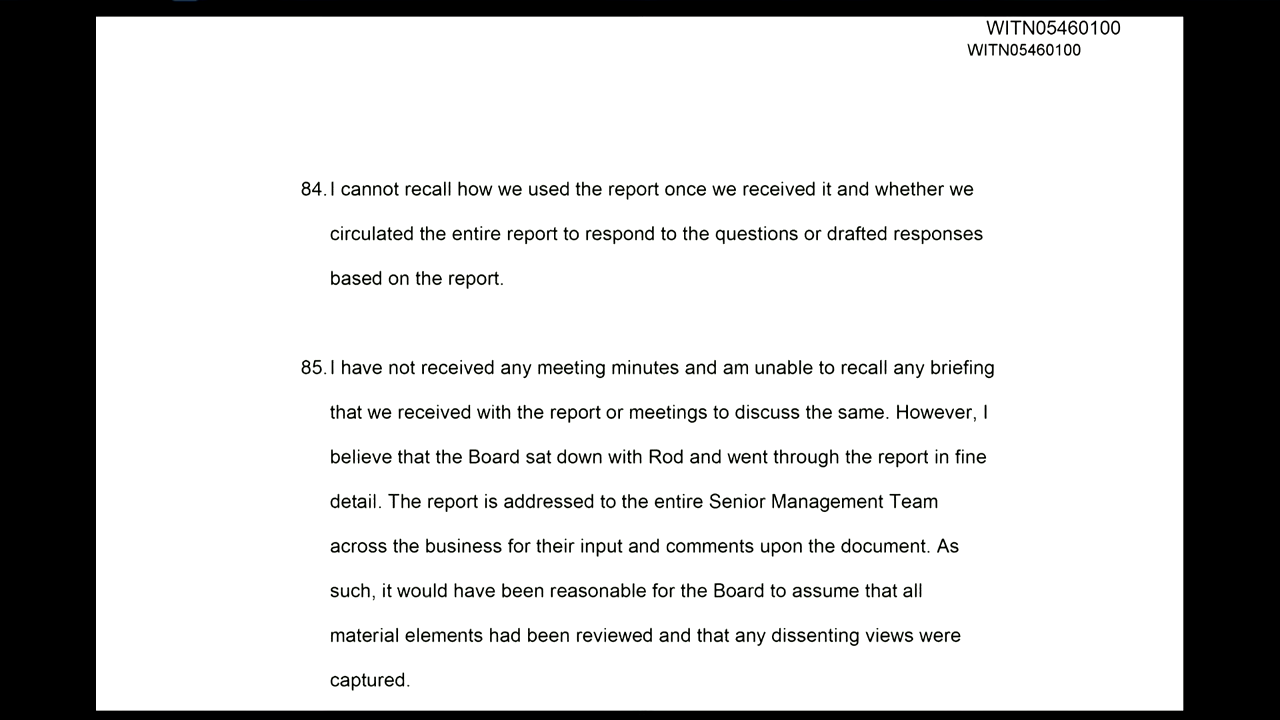 WITN05460100
WITN05460100
84. I cannot recall how we used the report once we received it and whether we
circulated the entire report to respond to the questions or drafted responses
based on the report.
85. I have not received any meeting minutes and am unable to recall any briefing
that we received with the report or meetings to discuss the same. However, I
believe that the Board sat down with Rod and went through the report in fine
detail. The report is addressed to the entire Senior Management Team
across the business for their input and comments upon the document. As
such, it would have been reasonable for the Board to assume that all
material elements had been reviewed and that any dissenting views were
captured.